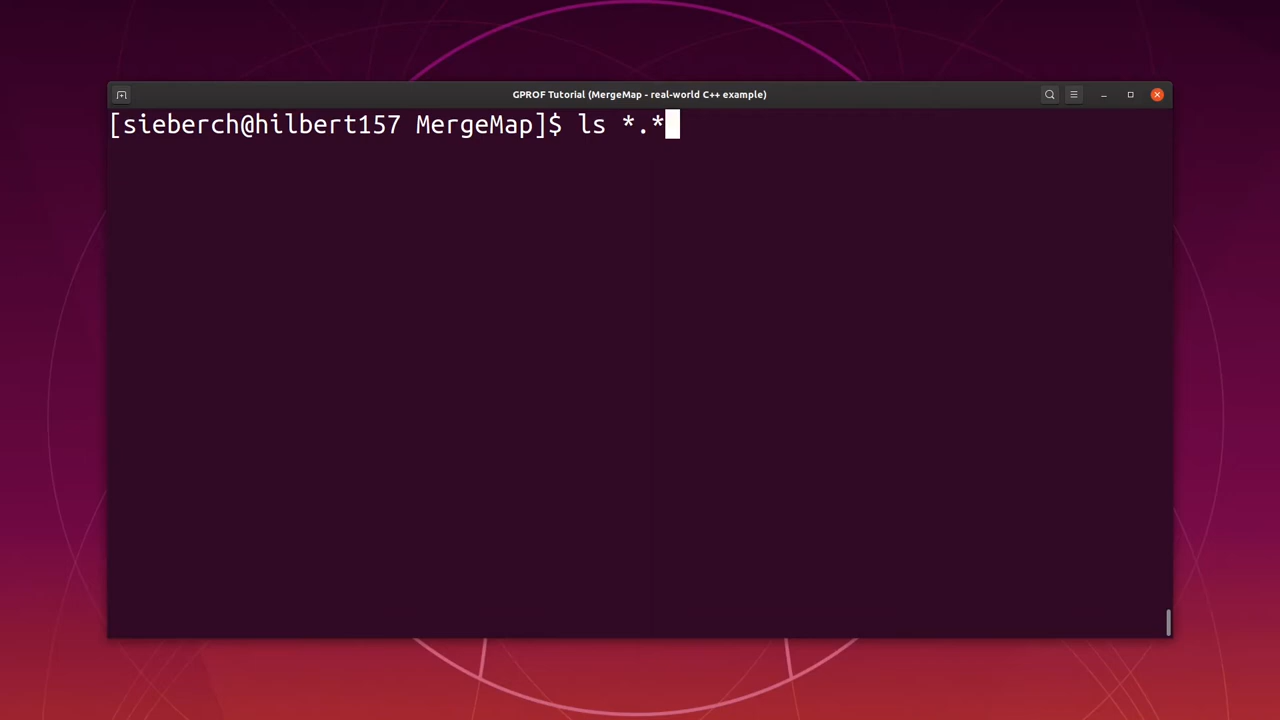 GPROF Tutorial (MergeMap - real-world C++ example)
[sieberch@hilbert157 MergeMap]$ ls *.*